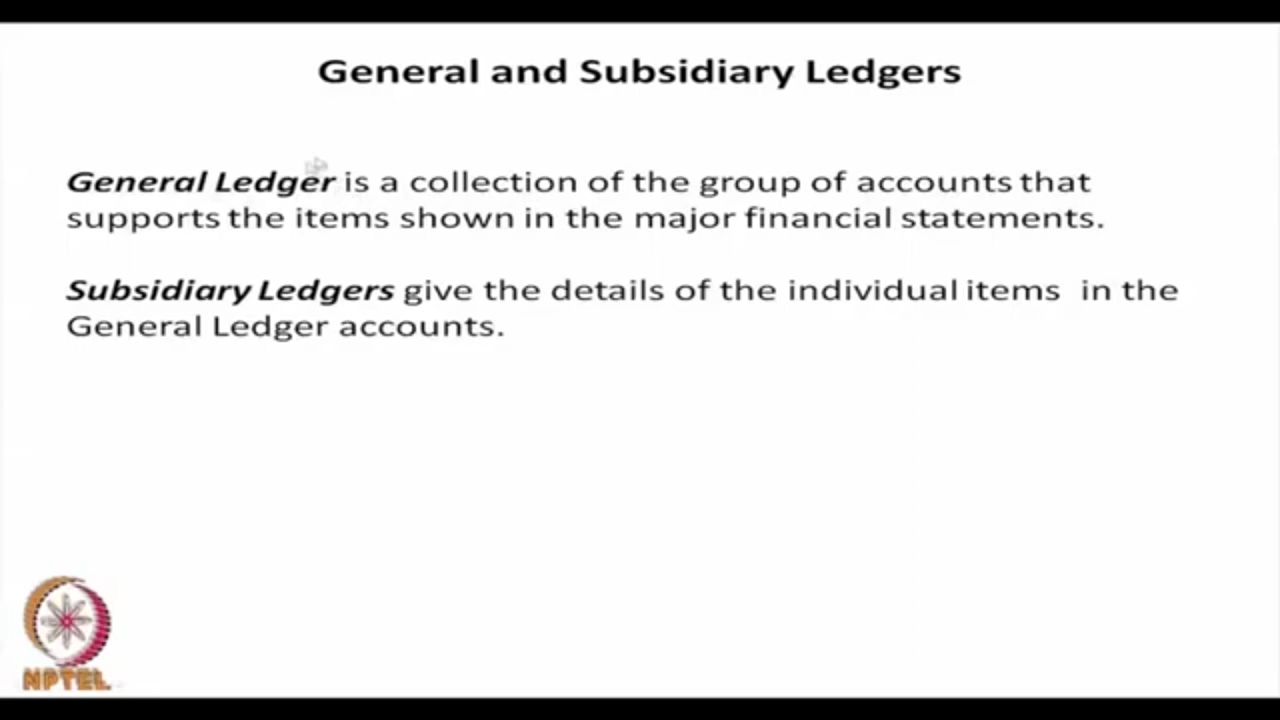 General and Subsidiary Ledgers
General Ledger is a collection of the group of accounts that
supports the items shown in the major financial statements.
Subsidiary Ledgers give the details of the individual items in the
General Ledger accounts.
NPTEL